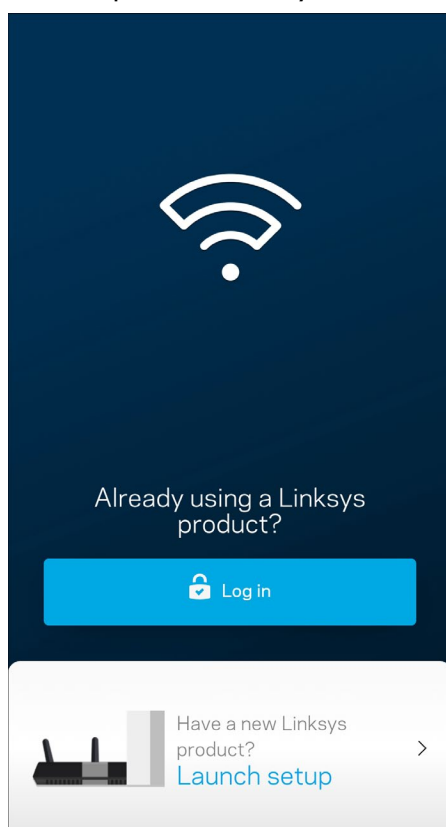 Already using a Linksys
product?
Log in
Have a new Linksys
product?
Launch setup